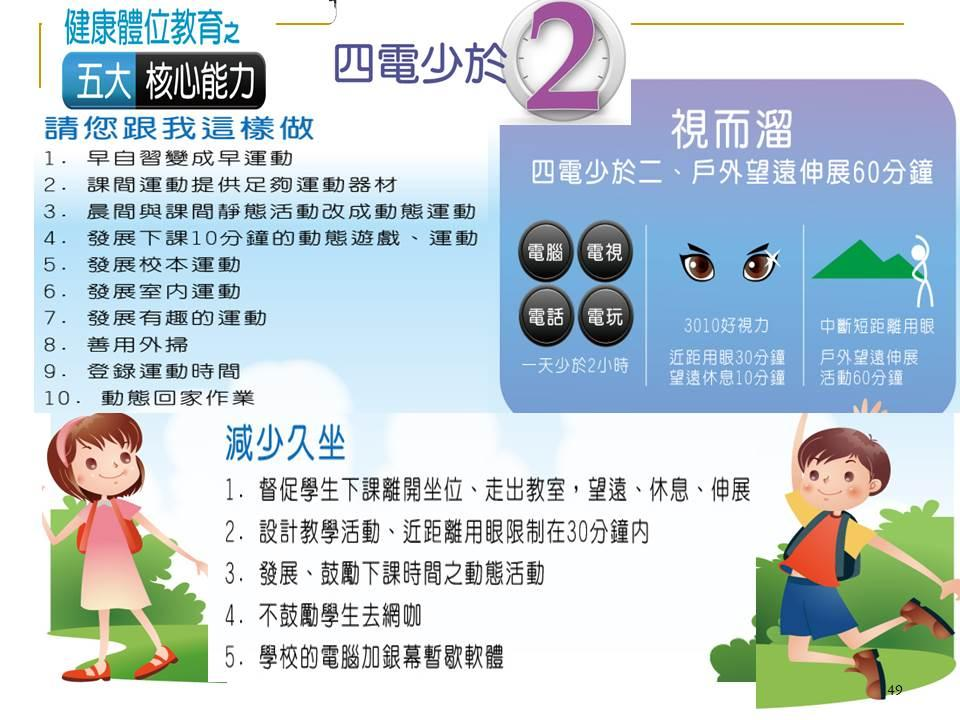 健康體位教育之
五大 核心能力
四電少於2
請您跟我這樣做
1. 早自習變成早運動
2. 課間運動提供足夠運動器材
3. 晨間與課間靜態活動改成動態運動
4. 發展下課10分鐘的動態遊戲、運動
5. 發展校本運動
6. 發展室內運動
7. 發展有趣的運動
8. 善用外掃
9. 登錄運動時間
10. 動態回家作業
視而溜
四電少於二、戶外望遠伸展60分鐘
電腦 電視
電話 電玩
一天少於2小時
3010好視力
近距用眼30分鐘
望遠休息10分鐘
中斷短距離用眼
戶外望遠伸展
活動60分鐘
減少久坐
1. 督促學生下課離開坐位、走出教室，望遠、休息、伸展
2. 設計教學活動、近距離用眼限制在30分鐘內
3. 發展、鼓勵下課時間之動態活動
4. 不鼓勵學生去網咖
5. 學校的電腦加銀幕暫歇軟體
49